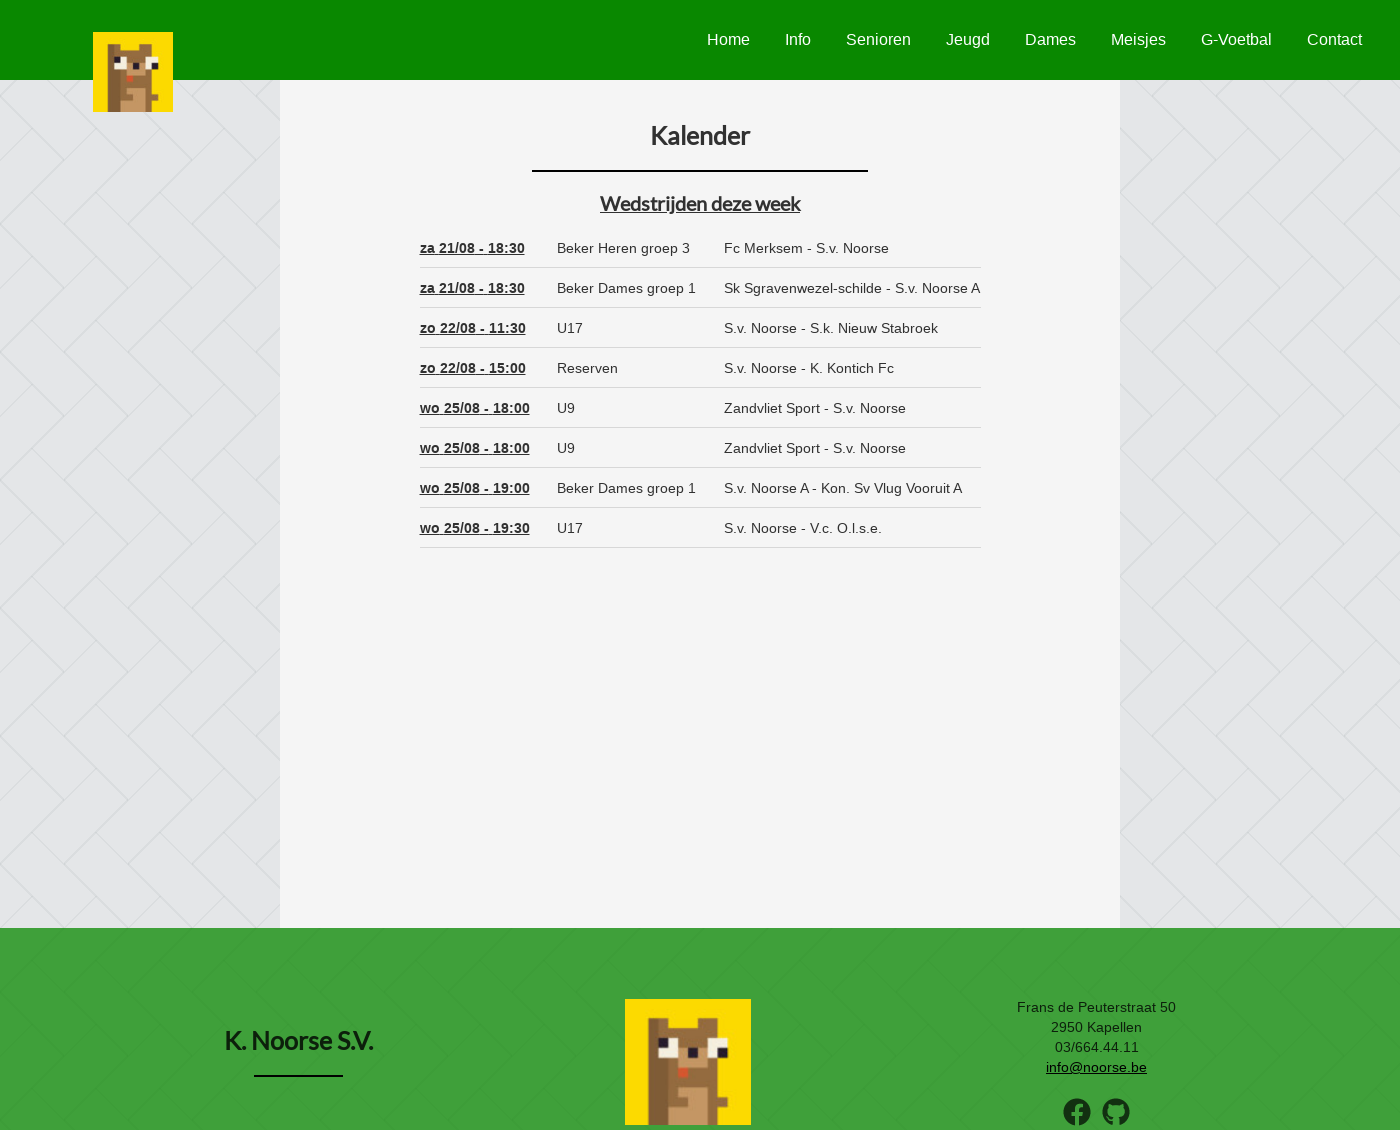 Home Info Senioren Jeugd Dames Meisjes G-Voetbal Contact
Kalender
Wedstrijden deze week
za 21/08 - 18:30 Beker Heren groep 3 Fc Merksem - S.v. Noorse
za 21/08 - 18:30 Beker Dames groep 1 Sk Sgravenwezel-schilde - S.v. Noorse A
zo 22/08 - 11:30 U17 S.v. Noorse - S.k. Nieuw Stabroek
zo 22/08 - 15:00 Reserven S.v. Noorse - K. Kontich Fc
wo 25/08 - 18:00 U9 Zandvliet Sport - S.v. Noorse
wo 25/08 - 18:00 U9 Zandvliet Sport - S.v. Noorse
wo 25/08 - 19:00 Beker Dames groep 1 S.v. Noorse A - Kon. Sv Vlug Vooruit A
wo 25/08 - 19:30 U17 S.v. Noorse - V.c. O.l.s.e.
K. Noorse S.V.
Frans de Peuterstraat 50
2950 Kapellen
03/664.44.11
info@noorse.be